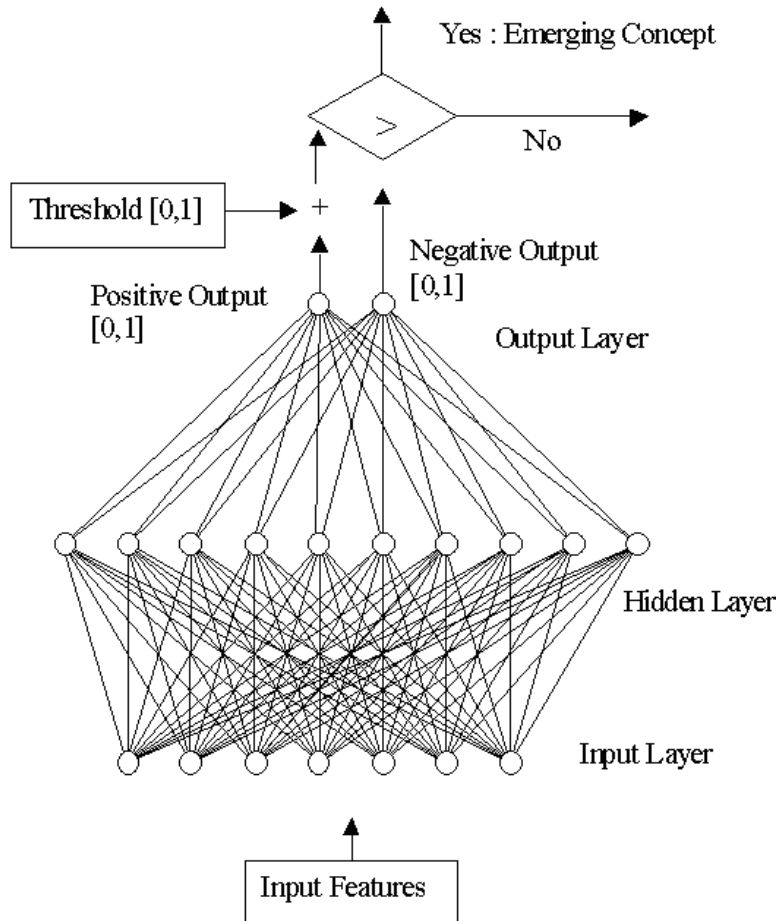 Yes : Emerging Concept
>
No
Threshold [0,1]
+
Negative Output
[0,1]
Positive Output
[0,1]
Output Layer
Hidden Layer
Input Layer
Input Features